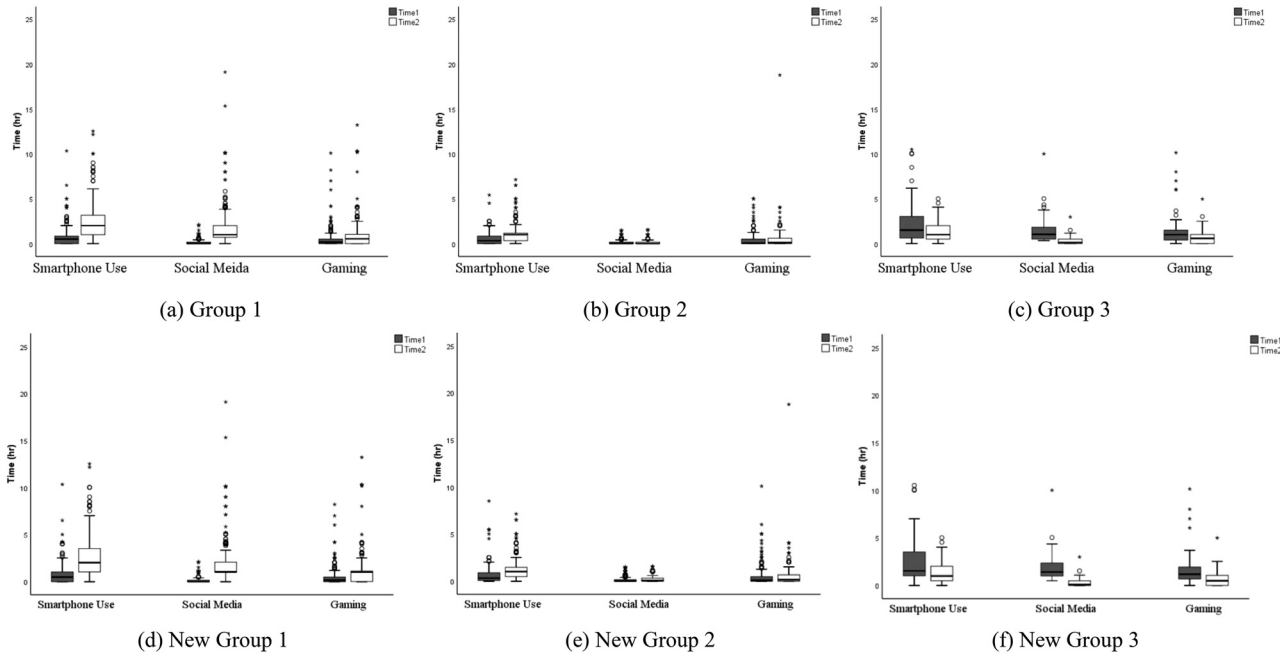 Time1
Time2
25
20
15
10
5
0
Time (hr)
Smartphone Use Social Meida Gaming
(a) Group 1
Time1
Time2
25
20
15
10
5
0
Time (hr)
Smartphone Use Social Media Gaming
(b) Group 2
Time1
Time2
25
20
15
10
5
0
Time (hr)
Smartphone Use Social Media Gaming
(c) Group 3
Time1
Time2
25
20
15
10
5
0
Time (hr)
Smartphone Use Social Media Gaming
(d) New Group 1
Time1
Time2
25
20
15
10
5
0
Time (hr)
Smartphone Use Social Media Gaming
(e) New Group 2
Time1
Time2
25
20
15
10
5
0
Time (hr)
Smartphone Use Social Media Gaming
(f) New Group 3